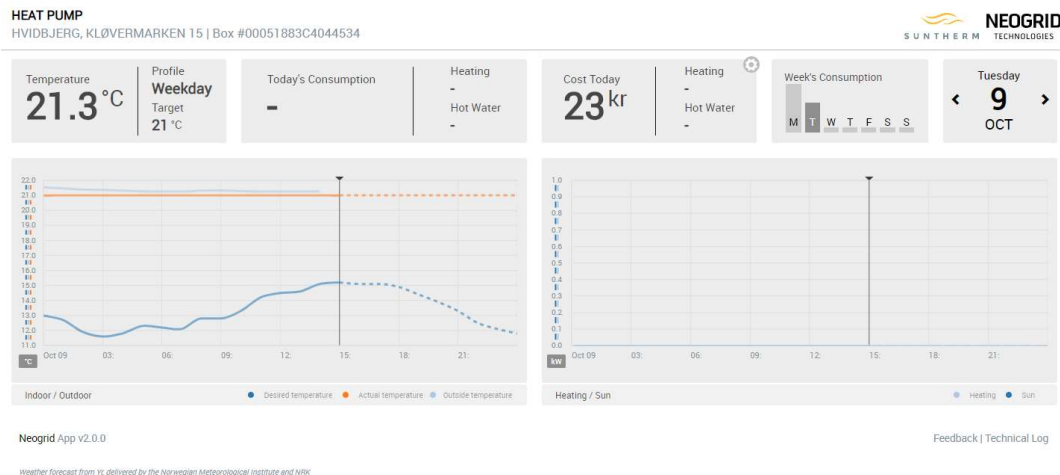 HEAT PUMP
HVIDBJERG, KLØVERMARKEN 15 | Box #00051883C4044534
SUNTHERM
NEOGRID
TECHNOLOGIES
Temperature
21.3 °C
Profile
Weekday
Target
21 °C
Today's Consumption
-
Heating
-
Hot Water
-
Cost Today
23 kr
Heating
-
Hot Water
-
Week's Consumption
M T W T F S S
Tuesday
‹ 9 ›
OCT
22.0
21.0
20.0
19.0
18.0
17.0
16.0
15.0
14.0
13.0
12.0
11.0
°C
Oct 09 03: 06: 09: 12: 15: 18: 21:
Indoor / Outdoor
Desired temperature Actual temperature Outside temperature
1.0
0.9
0.8
0.7
0.6
0.5
0.4
0.3
0.2
0.1
0.0
kW
Oct 09 03: 06: 09: 12: 15: 18: 21:
Heating / Sun
Heating Sun
Neogrid App v2.0.0
Feedback | Technical Log
Weather forecast from Yr, delivered by the Norwegian Meteorological Institute and NRK